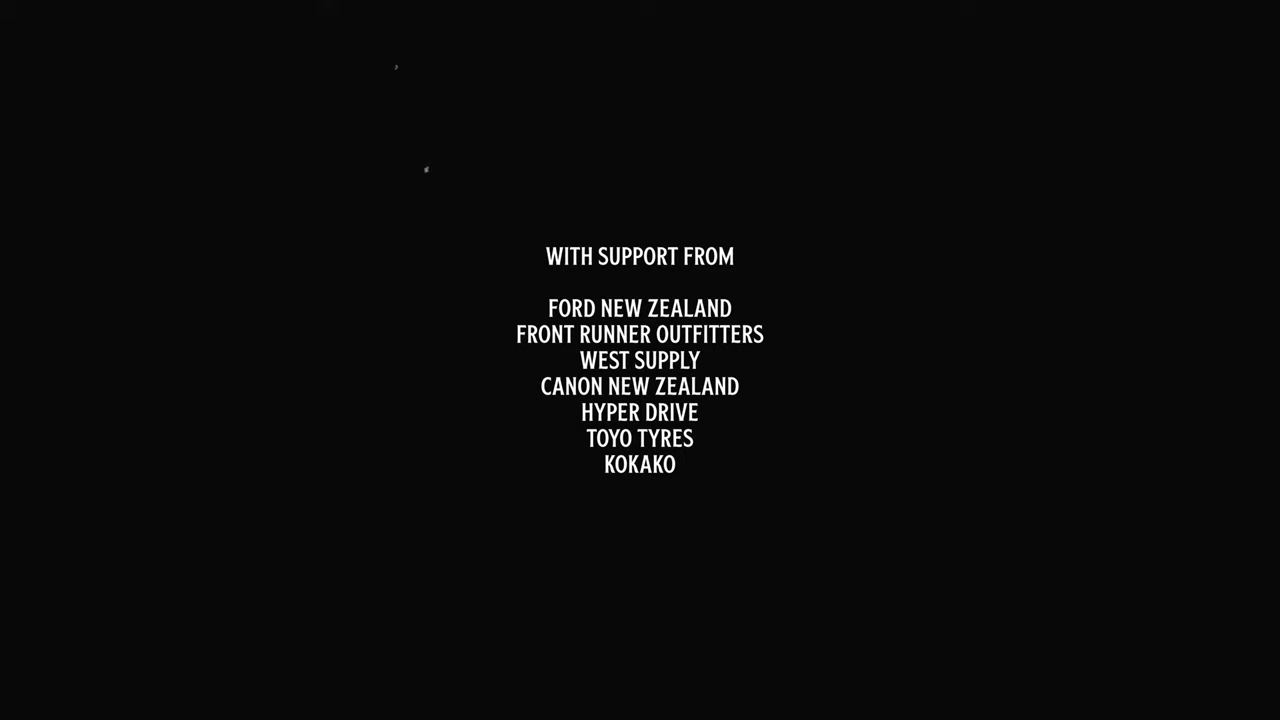 WITH SUPPORT FROM
FORD NEW ZEALAND
FRONT RUNNER OUTFITTERS
WEST SUPPLY
CANON NEW ZEALAND
HYPER DRIVE
TOYO TYRES
KOKAKO